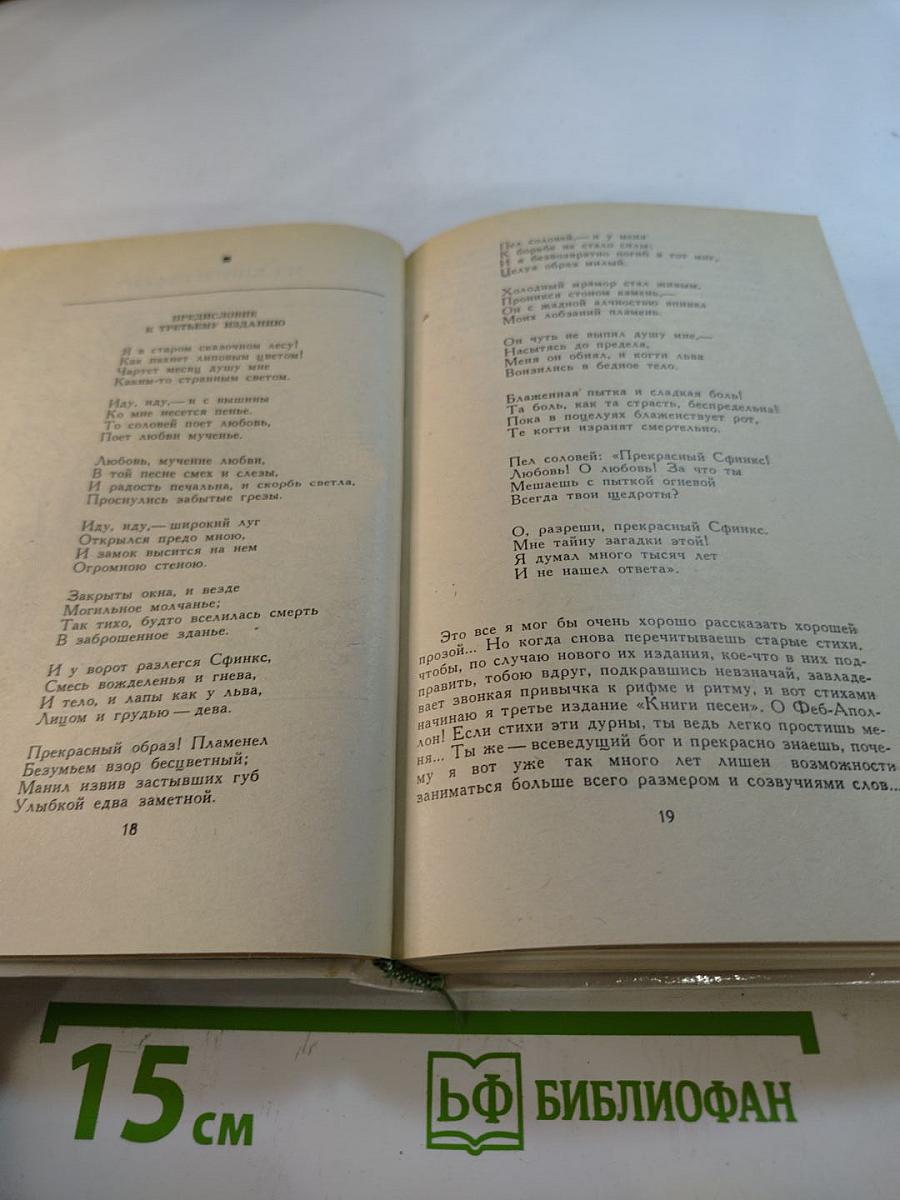 *
ПРЕДИСЛОВИЕ
К ТРЕТЬЕМУ ИЗДАНИЮ
Я в старом сказочном лесу!
Как пахнет липовым цветом!
Чарует месяц душу мне
Каким-то странным светом.
Иду, иду,— и с вышины
Ко мне несется пенье.
То соловей поет любовь,
Поет любви мученье.
Любовь, мучение любви,
В той песне смех и слезы,
И радость печальна, и скорбь светла,
Проснулись забытые грезы.
Иду, иду,— широкий луг
Открылся предо мною,
И замок высится на нем
Огромною стеною.
Закрыты окна, и везде
Могильное молчанье;
Так тихо, будто вселилась смерть
В заброшенное зданье.
И у ворот разлегся Сфинкс,
Смесь вожделенья и гнева,
И тело, и лапы как у льва,
Лицом и грудью — дева.
Прекрасный образ! Пламенел
Безумьем взор бесцветный;
Манил извив застывших губ
Улыбкой едва заметной.
18
Пел соловей,— и у меня
К борьбе не стало силы;
И я безвозвратно погиб в тот миг,
Целуя образ милый.
Холодный мрамор стал живым,
Проникся стоном камень,—
Он с жадной алчностью впивал
Моих лобзаний пламень.
Он чуть не выпил душу мне,—
Насытясь до предела,
Меня он обнял, и когти льва
Вонзились в бедное тело.
Блаженная пытка и сладкая боль!
Та боль, как та страсть, беспредельна!
Пока в поцелуях блаженствует рот,
Те когти изранят смертельно.
Пел соловей: «Прекрасный Сфинкс!
Любовь! О любовь! За что ты
Мешаешь с пыткой огневой
Всегда твои щедроты?
О, разреши, прекрасный Сфинкс,
Мне тайну загадки этой!
Я думал много тысяч лет
И не нашел ответа».
Это все я мог бы очень хорошо рассказать хорошей
прозой... Но когда снова перечитываешь старые стихи,
чтобы, по случаю нового их издания, кое-что в них под-
править, тобою вдруг, подкравшись невзначай, завладе-
вает звонкая привычка к рифме и ритму, и вот стихами
начинаю я третье издание «Книги песен». О Феб-Апол-
лон! Если стихи эти дурны, ты ведь легко простишь ме-
ня... Ты же — всеведущий бог и прекрасно знаешь, поче-
му я вот уже так много лет лишен возможности
заниматься больше всего размером и созвучиями слов...
19
15 см
ЬФ БИБЛИОФАН